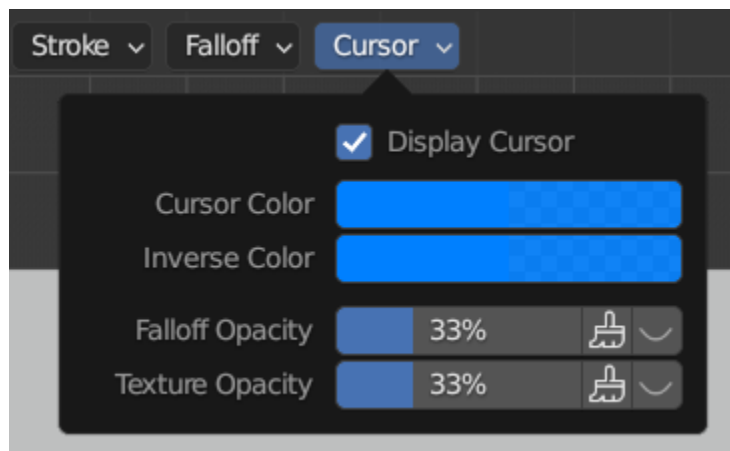 Stroke Falloff Cursor
Display Cursor
Cursor Color
Inverse Color
Falloff Opacity 33%
Texture Opacity 33%